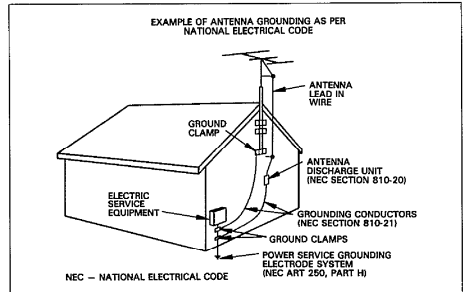 EXAMPLE OF ANTENNA GROUNDING AS PER
NATIONAL ELECTRICAL CODE
ANTENNA
LEAD IN
WIRE
GROUND
CLAMP
ANTENNA
DISCHARGE UNIT
(NEC SECTION 810-20)
ELECTRIC
SERVICE
EQUIPMENT
GROUNDING CONDUCTORS
(NEC SECTION 810-21)
GROUND CLAMPS
POWER SERVICE GROUNDING
ELECTRODE SYSTEM
(NEC ART 250, PART H)
NEC — NATIONAL ELECTRICAL CODE